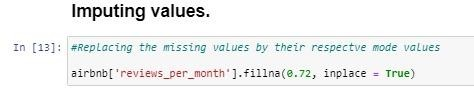 Imputing values.
In [13]: #Replacing the missing values by their respectve mode values
airbnb['reviews_per_month'].fillna(0.72, inplace = True)